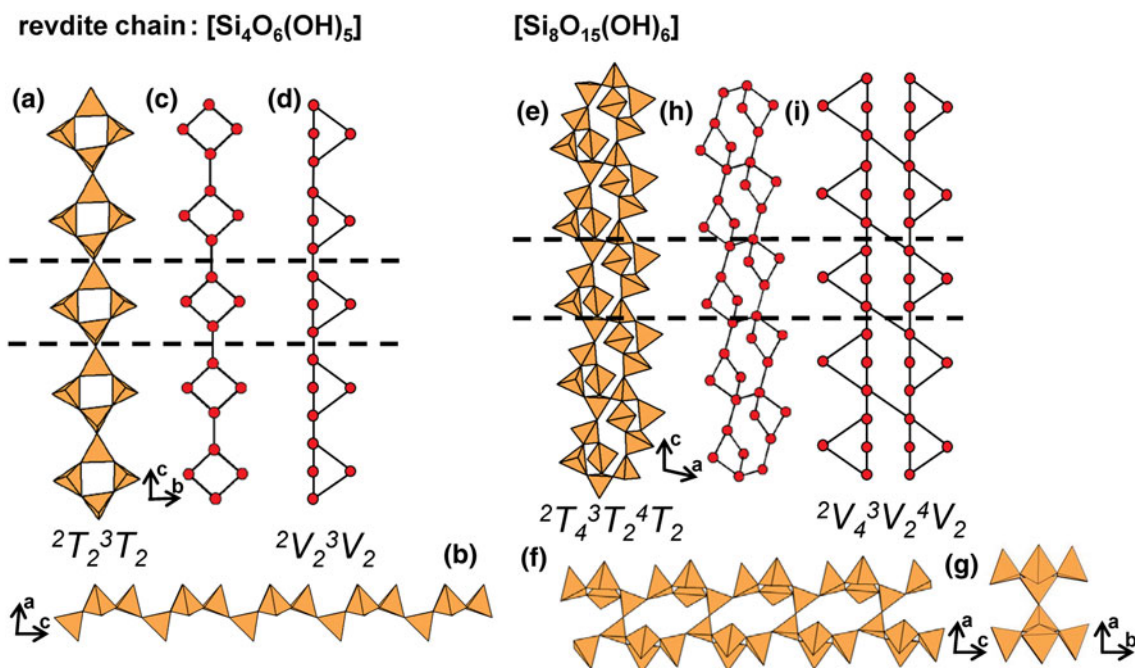 revdite chain: [Si₄O₆(OH)₅]
[Si₈O₁₅(OH)₆]
(a)
(c)
(d)
(e)
(h)
(i)
c
b
c
a
²T₂³T₂
²V₂³V₂
²T₄³T₂⁴T₂
²V₄³V₂⁴V₂
(b)
(f)
(g)
a
c
a
c
a
b